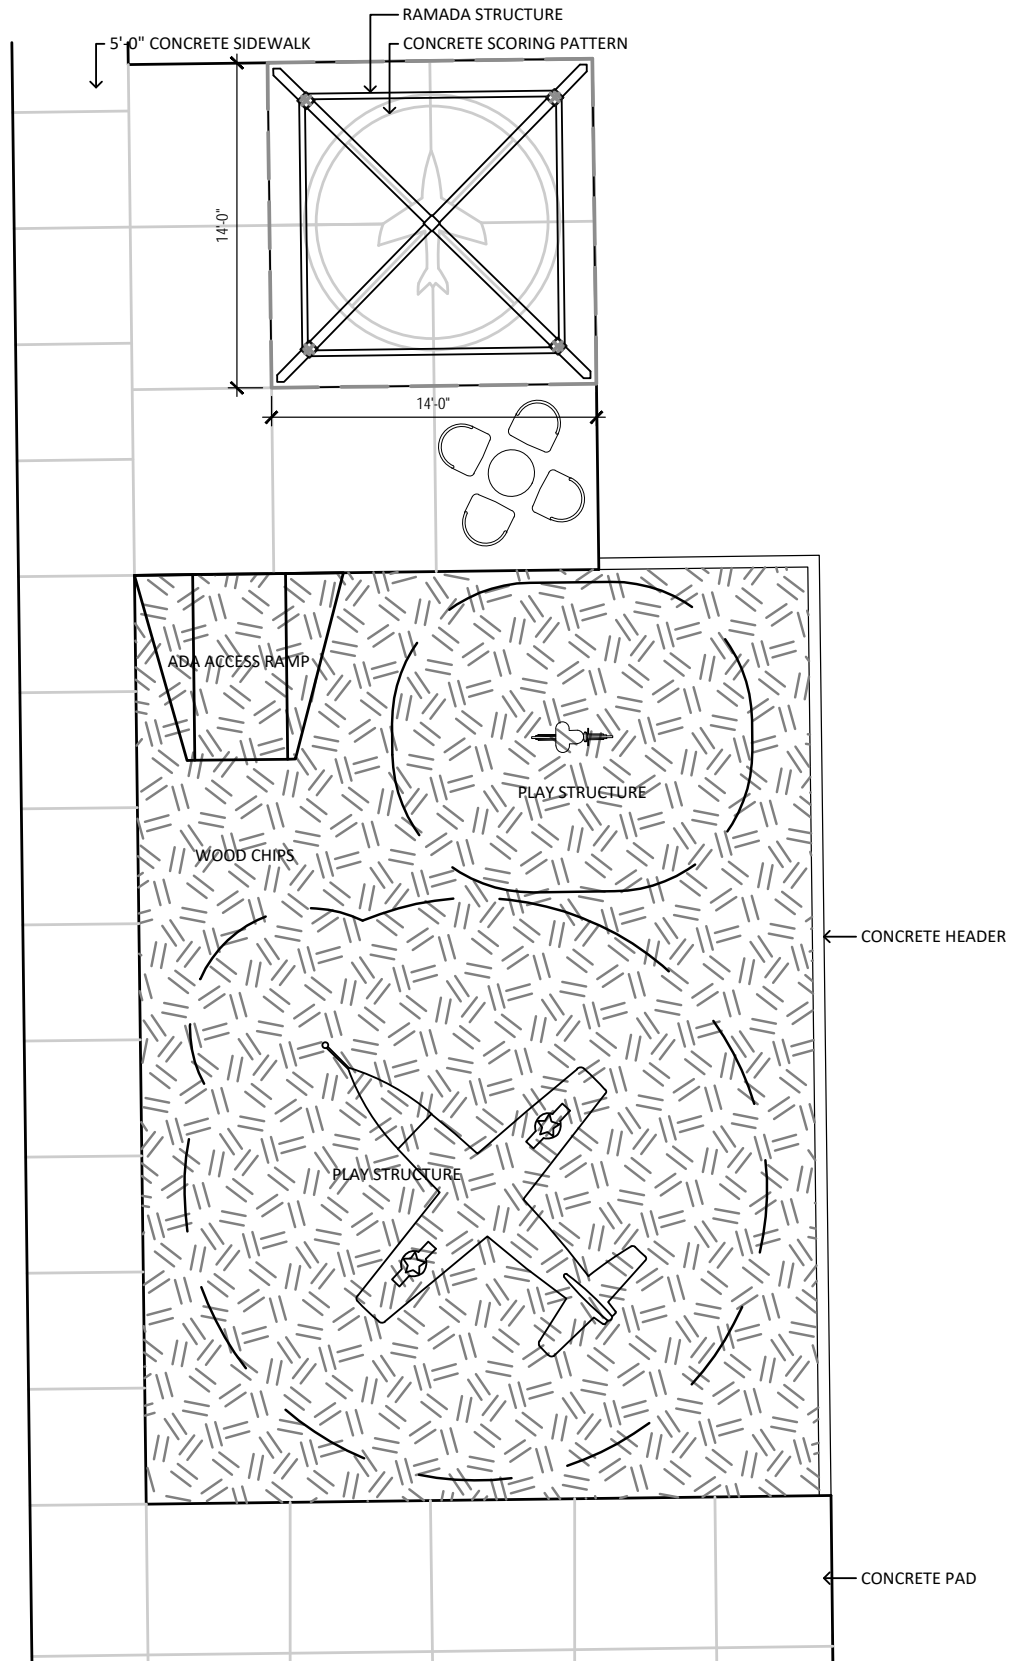 RAMADA STRUCTURE
5'-0" CONCRETE SIDEWALK
CONCRETE SCORING PATTERN
14'-0"
14'-0"
ADA ACCESS RAMP
PLAY STRUCTURE
WOOD CHIPS
CONCRETE HEADER
PLAY STRUCTURE
CONCRETE PAD